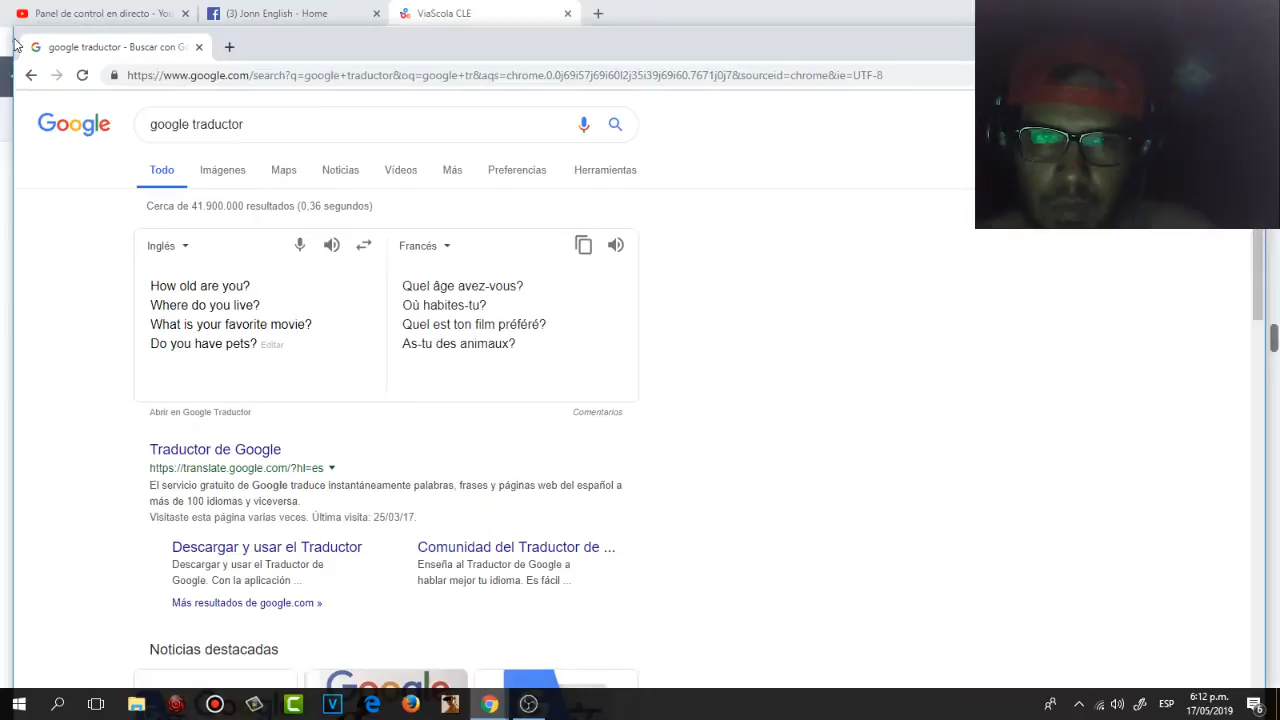 Panel de control en directo - You
(3) Jonn English - Home
ViaScola CLE
google traductor - Buscar con Go
https://www.google.com/search?q=google+traductor&oq=google+tr&aqs=chrome.0.0j69i57j69i60l2j35i39j69i60.7671j0j7&sourceid=chrome&ie=UTF-8
Google
google traductor
Todo Imágenes Maps Noticias Vídeos Más Preferencias Herramientas
Cerca de 41.900.000 resultados (0,36 segundos)
Inglés Francés
How old are you? Quel âge avez-vous?
Where do you live? Où habites-tu?
What is your favorite movie? Quel est ton film préféré?
Do you have pets? Editar As-tu des animaux?
Abrir en Google Traductor Comentarios
Traductor de Google
https://translate.google.com/?hl=es
El servicio gratuito de Google traduce instantáneamente palabras, frases y páginas web del español a
más de 100 idiomas y viceversa.
Visitaste esta página varias veces. Última visita: 25/03/17.
Descargar y usar el Traductor
Descargar y usar el Traductor de
Google. Con la aplicación ...
Comunidad del Traductor de ...
Enseña al Traductor de Google a
hablar mejor tu idioma. Es fácil ...
Más resultados de google.com »
Noticias destacadas
Google
ESP
6:12 p.m.
17/05/2019
6